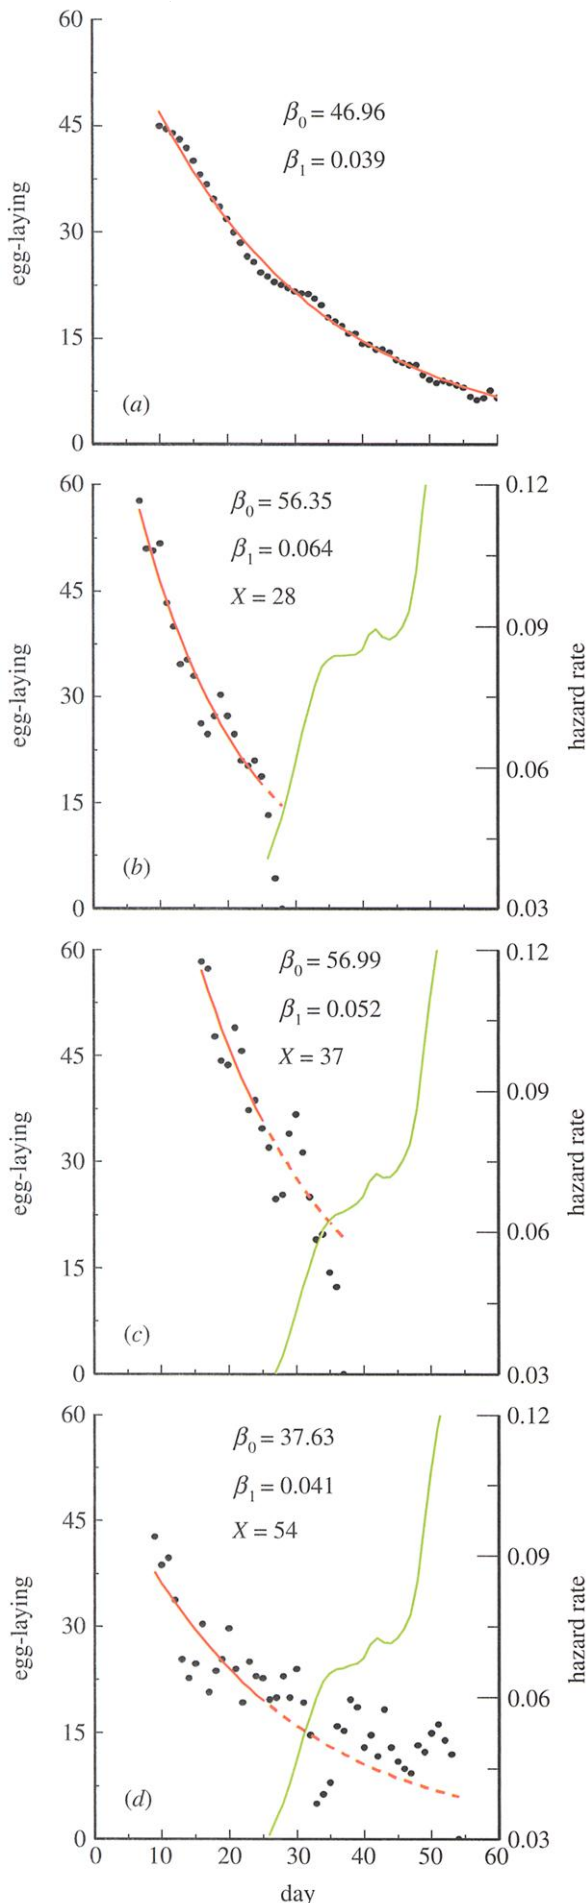 60
45
30
15
0
egg-laying
β0 = 46.96
β1 = 0.039
(a)
60
45
30
15
0
egg-laying
β0 = 56.35
β1 = 0.064
X = 28
(b)
0.12
0.09
0.06
0.03
hazard rate
60
45
30
15
0
egg-laying
β0 = 56.99
β1 = 0.052
X = 37
(c)
0.12
0.09
0.06
0.03
hazard rate
60
45
30
15
0
egg-laying
β0 = 37.63
β1 = 0.041
X = 54
(d)
0.12
0.09
0.06
0.03
hazard rate
0 10 20 30 40 50 60
day